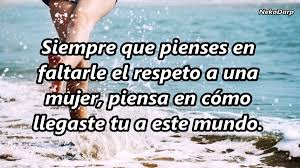 NekoDarp
Siempre que pienses en
faltarle el respeto a una
mujer, piensa en cómo
llegaste tu a este mundo.